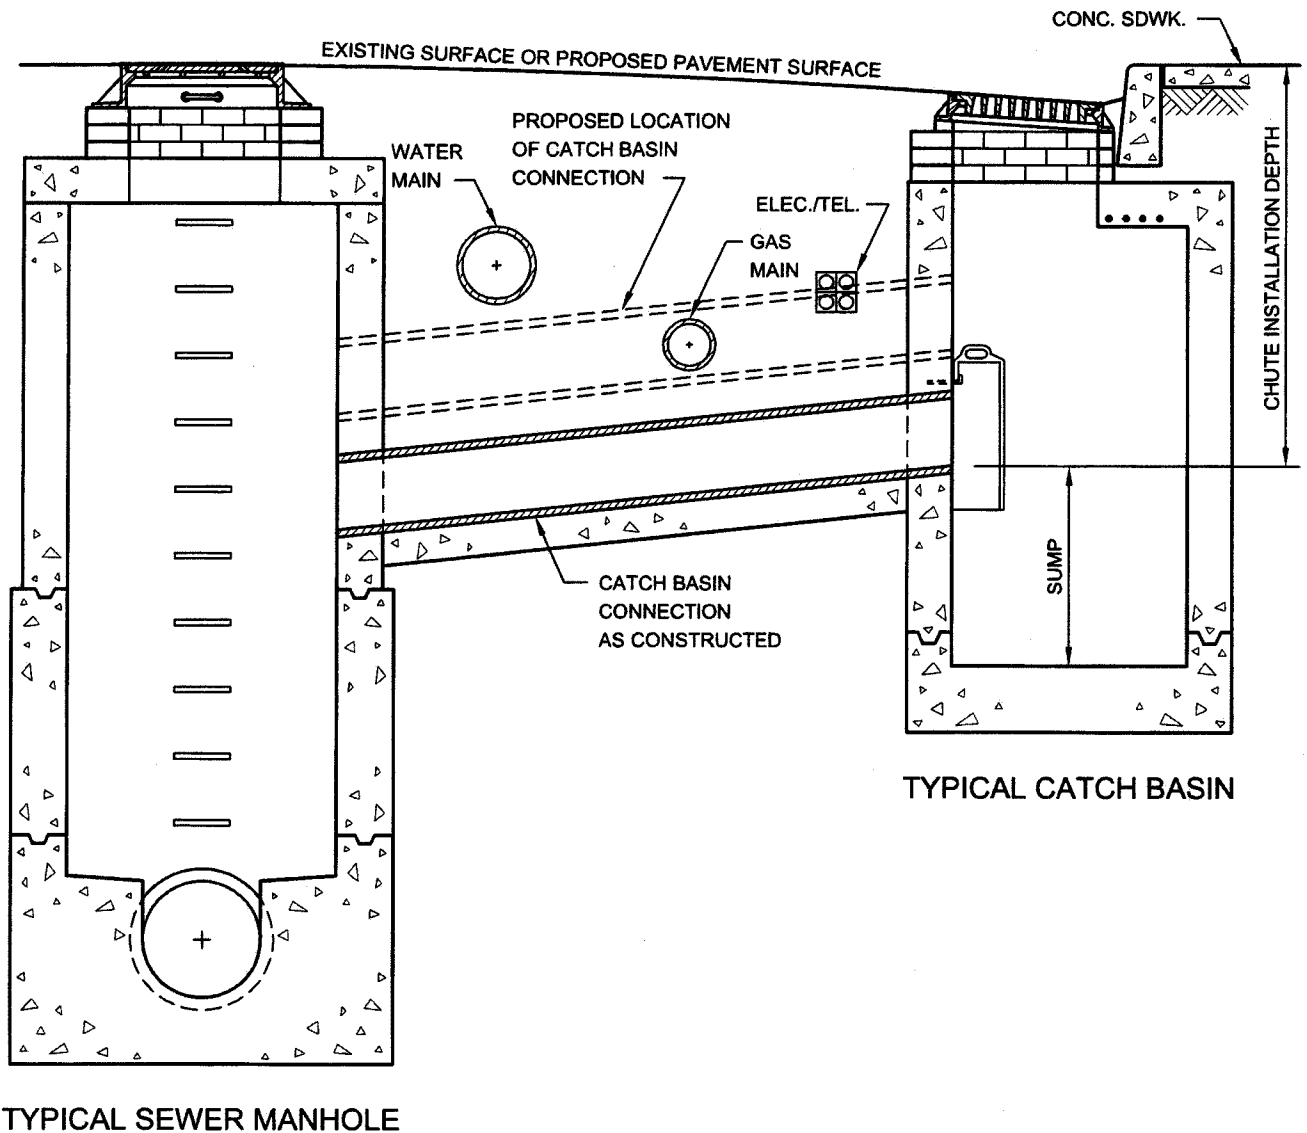 CONC. SDWK.
EXISTING SURFACE OR PROPOSED PAVEMENT SURFACE
PROPOSED LOCATION
OF CATCH BASIN
CONNECTION
WATER
MAIN
ELEC./TEL.
GAS
MAIN
CHUTE INSTALLATION DEPTH
SUMP
CATCH BASIN
CONNECTION
AS CONSTRUCTED
TYPICAL CATCH BASIN
TYPICAL SEWER MANHOLE